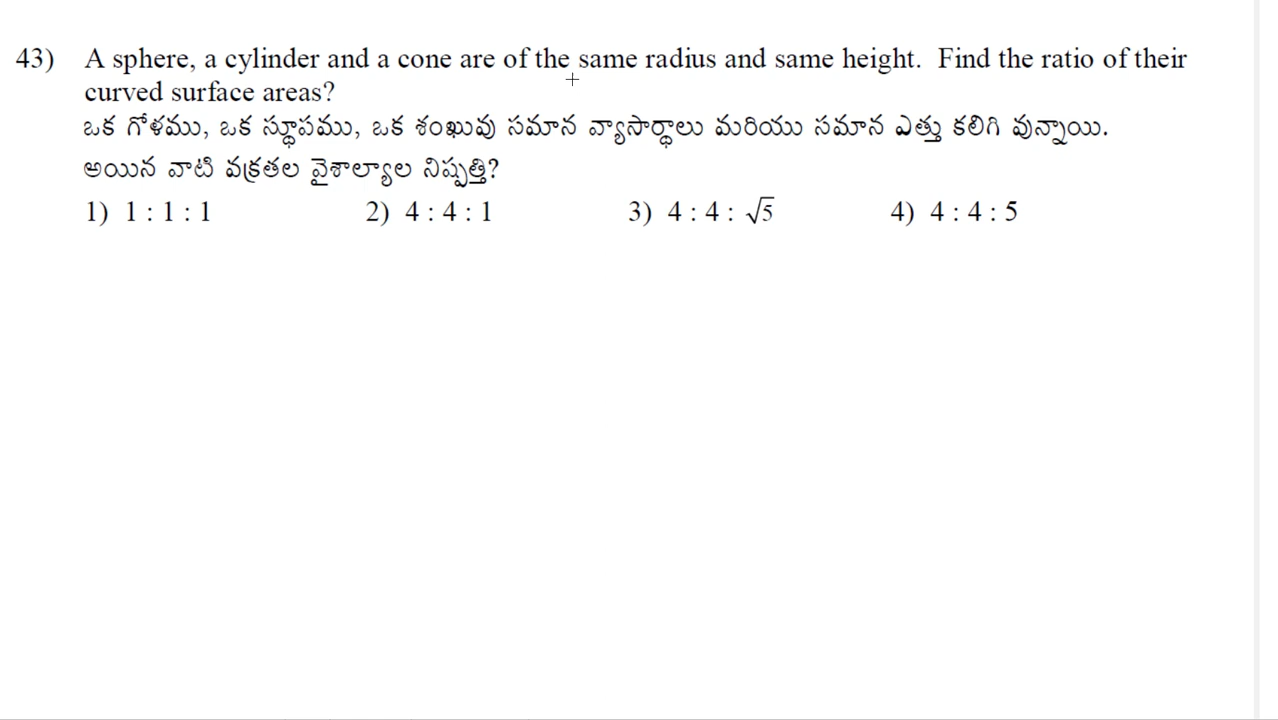 43) A sphere, a cylinder and a cone are of the same radius and same height. Find the ratio of their
curved surface areas?
ఒక గోళము, ఒక స్థూపము, ఒక శంఖువు సమాన వ్యాసార్థాలు మరియు సమాన ఎత్తు కలిగి వున్నాయి.
అయిన వాటి వక్రతల వైశాల్యాల నిష్పత్తి?
1) 1 : 1 : 1 2) 4 : 4 : 1 3) 4 : 4 : √5 4) 4 : 4 : 5